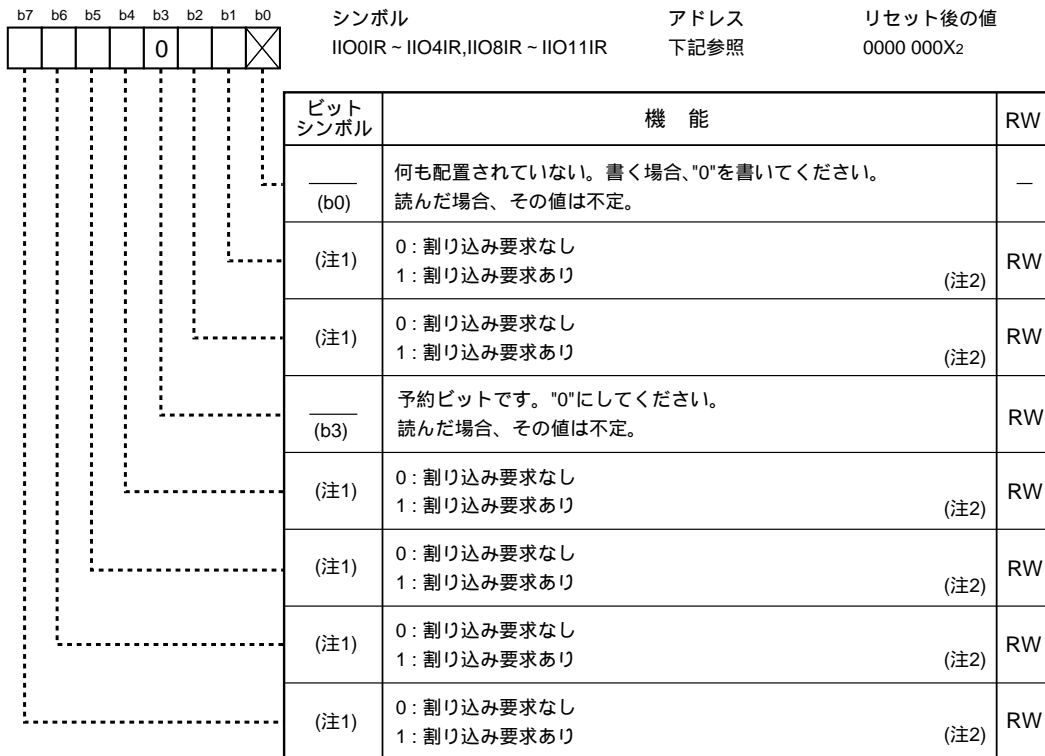 b7 b6 b5 b4 b3 b2 b1 b0
0
シンボル アドレス リセット後の値
IIO0IR ~ IIO4IR,IIO8IR ~ IIO11IR 下記参照 0000 000X2
ビット
シンボル
機 能 RW
(b0)
何も配置されていない。書く場合、"0"を書いてください。
読んだ場合、その値は不定。
—
(注1)
0 : 割り込み要求なし
1 : 割り込み要求あり
(注2)
RW
(注1)
0 : 割り込み要求なし
1 : 割り込み要求あり
(注2)
RW
(b3)
予約ビットです。"0"にしてください。
読んだ場合、その値は不定。
RW
(注1)
0 : 割り込み要求なし
1 : 割り込み要求あり
(注2)
RW
(注1)
0 : 割り込み要求なし
1 : 割り込み要求あり
(注2)
RW
(注1)
0 : 割り込み要求なし
1 : 割り込み要求あり
(注2)
RW
(注1)
0 : 割り込み要求なし
1 : 割り込み要求あり
(注2)
RW